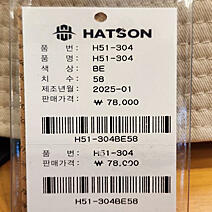 HATSON
품 번: H51-304
품 명: H51-304
색 상: BE
치 수: 58
제조년월: 2025-01
판매가격: ₩ 78,000
H51-304BE58
품 번: H51-304
판매가격: ₩ 78,000
H51-304BE58